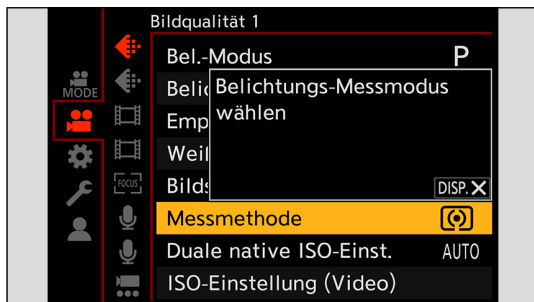 Bildqualität 1
MODE
Bel.-Modus P
Belic
Belichtungs-Messmodus
wählen
Emp
Wei
Bilds
DISP.
FOCUS
Messmethode
Duale native ISO-Einst. AUTO
ISO-Einstellung (Video)